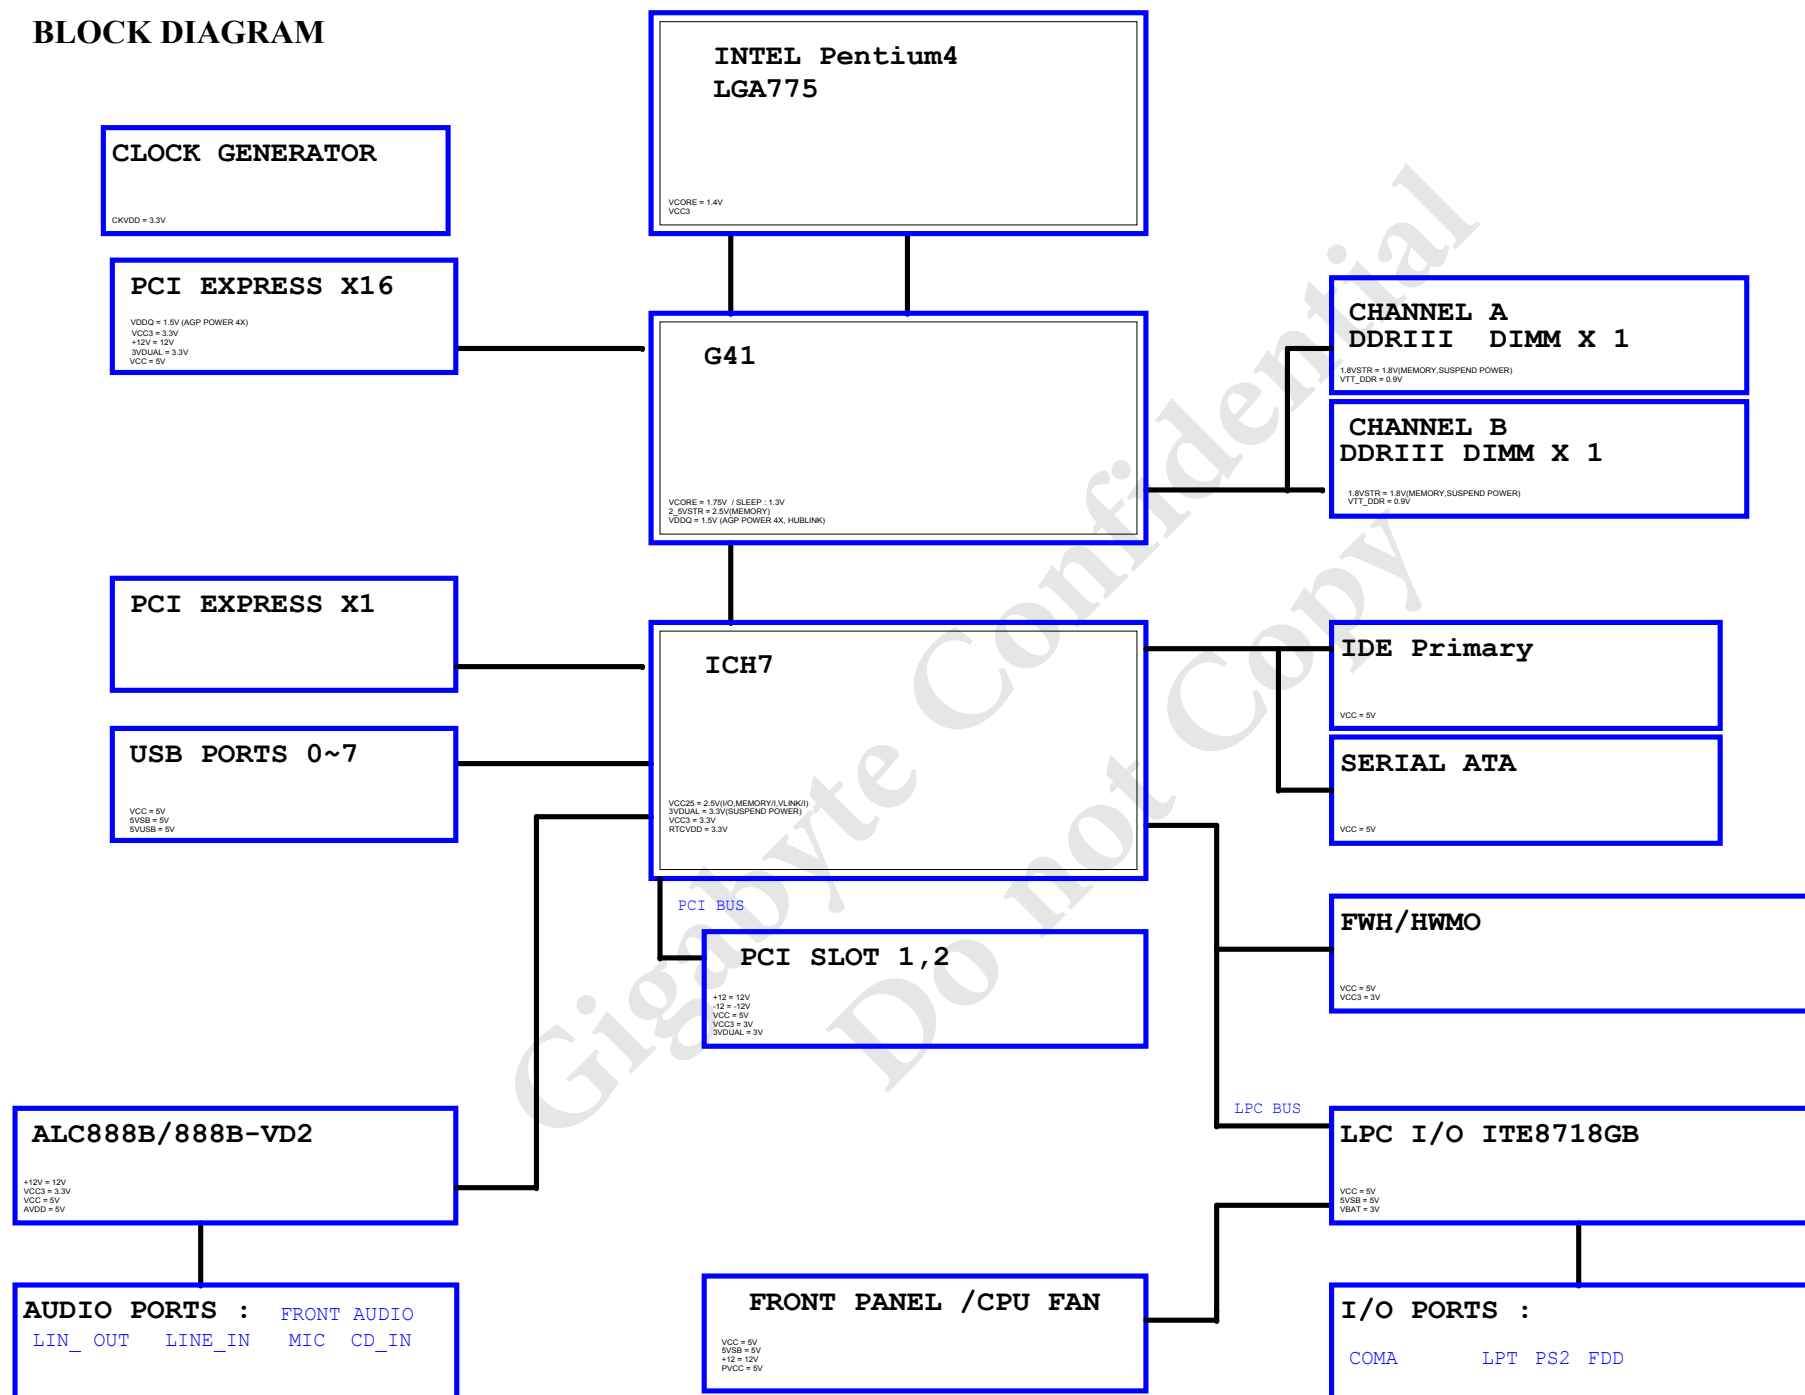 BLOCK DIAGRAM
INTEL Pentium4
LGA775
VCORE = 1.4V
VCC3
CLOCK GENERATOR
CKVDD = 3.3V
PCI EXPRESS X16
VDDQ = 1.5V (AGP POWER 4X)
VCC3 = 3.3V
+12V = 12V
3VDUAL = 3.3V
VCC = 5V
G41
VCORE = 1.75V / SLEEP : 1.3V
2_5VSTR = 2.5V(MEMORY)
VDDQ = 1.5V (AGP POWER 4X, HUBLINK)
CHANNEL A
DDRIII DIMM X 1
1.8VSTR = 1.8V(MEMORY,SUSPEND POWER)
VTT_DDR = 0.9V
CHANNEL B
DDRIII DIMM X 1
1.8VSTR = 1.8V(MEMORY,SUSPEND POWER)
VTT_DDR = 0.9V
PCI EXPRESS X1
ICH7
VCC25 = 2.5V(I/O,MEMORY/I,VLINK/I)
3VDUAL = 3.3V(SUSPEND POWER)
VCC3 = 3.3V
RTCVDD = 3.3V
IDE Primary
VCC = 5V
USB PORTS 0~7
VCC = 5V
5VSB = 5V
5VUSB = 5V
SERIAL ATA
VCC = 5V
PCI BUS
PCI SLOT 1,2
+12 = 12V
-12 = -12V
VCC = 5V
VCC3 = 3V
3VDUAL = 3V
FWH/HWMO
VCC = 5V
VCC3 = 3V
LPC BUS
ALC888B/888B-VD2
+12V = 12V
VCC3 = 3.3V
VCC = 5V
AVDD = 5V
LPC I/O ITE8718GB
VCC = 5V
5VSB = 5V
VBAT = 3V
AUDIO PORTS : FRONT AUDIO
LIN_ OUT LINE_IN MIC CD_IN
FRONT PANEL /CPU FAN
VCC = 5V
5VSB = 5V
+12 = 12V
PVCC = 5V
I/O PORTS :
COMA LPT PS2 FDD
Gigabyte Confidential
Do not Copy